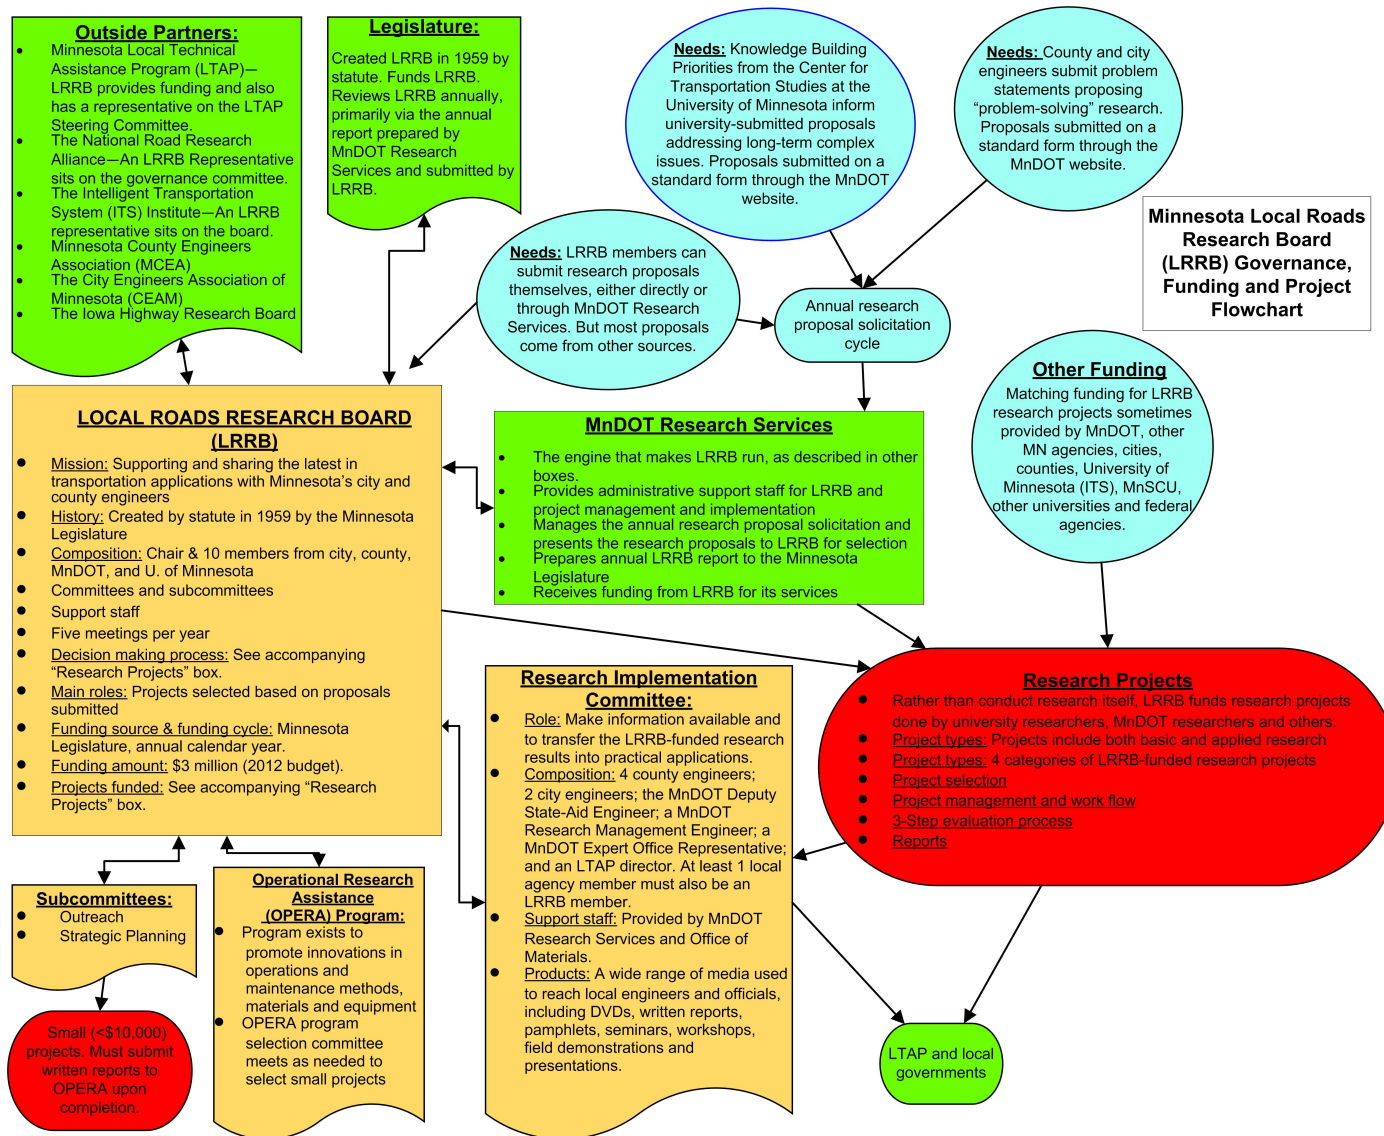 Outside Partners:
• Minnesota Local Technical
Assistance Program (LTAP)—
LRRB provides funding and also
has a representative on the LTAP
Steering Committee.
• The National Road Research
Alliance—An LRRB Representative
sits on the governance committee.
• The Intelligent Transportation
System (ITS) Institute—An LRRB
representative sits on the board.
• Minnesota County Engineers
Association (MCEA)
• The City Engineers Association of
Minnesota (CEAM)
• The Iowa Highway Research Board
Legislature:
Created LRRB in 1959 by
statute. Funds LRRB.
Reviews LRRB annually,
primarily via the annual
report prepared by
MnDOT Research
Services and submitted by
LRRB.
Needs: Knowledge Building
Priorities from the Center for
Transportation Studies at the
University of Minnesota inform
university-submitted proposals
addressing long-term complex
issues. Proposals submitted on a
standard form through the MnDOT
website.
Needs: County and city
engineers submit problem
statements proposing
“problem-solving” research.
Proposals submitted on a
standard form through the
MnDOT website.
Minnesota Local Roads
Research Board
(LRRB) Governance,
Funding and Project
Flowchart
Needs: LRRB members can
submit research proposals
themselves, either directly or
through MnDOT Research
Services. But most proposals
come from other sources.
Annual research
proposal solicitation
cycle
Other Funding
Matching funding for LRRB
research projects sometimes
provided by MnDOT, other
MN agencies, cities,
counties, University of
Minnesota (ITS), MnSCU,
other universities and federal
agencies.
LOCAL ROADS RESEARCH BOARD
(LRRB)
• Mission: Supporting and sharing the latest in
transportation applications with Minnesota’s city and
county engineers
• History: Created by statute in 1959 by the Minnesota
Legislature
• Composition: Chair & 10 members from city, county,
MnDOT, and U. of Minnesota
• Committees and subcommittees
• Support staff
• Five meetings per year
• Decision making process: See accompanying
“Research Projects” box.
• Main roles: Projects selected based on proposals
submitted
• Funding source & funding cycle: Minnesota
Legislature, annual calendar year.
• Funding amount: $3 million (2012 budget).
• Projects funded: See accompanying “Research
Projects” box.
MnDOT Research Services
• The engine that makes LRRB run, as described in other
boxes.
• Provides administrative support staff for LRRB and
project management and implementation
• Manages the annual research proposal solicitation and
presents the research proposals to LRRB for selection
• Prepares annual LRRB report to the Minnesota
Legislature
• Receives funding from LRRB for its services
Research Implementation
Committee:
• Role: Make information available and
to transfer the LRRB-funded research
results into practical applications.
• Composition: 4 county engineers;
2 city engineers; the MnDOT Deputy
State-Aid Engineer; a MnDOT
Research Management Engineer; a
MnDOT Expert Office Representative;
and an LTAP director. At least 1 local
agency member must also be an
LRRB member.
• Support staff: Provided by MnDOT
Research Services and Office of
Materials.
• Products: A wide range of media used
to reach local engineers and officials,
including DVDs, written reports,
pamphlets, seminars, workshops,
field demonstrations and
presentations.
Research Projects
• Rather than conduct research itself, LRRB funds research projects
done by university researchers, MnDOT researchers and others.
• Project types: Projects include both basic and applied research
• Project types: 4 categories of LRRB-funded research projects
• Project selection
• Project management and work flow
• 3-Step evaluation process
• Reports
Subcommittees:
• Outreach
• Strategic Planning
Operational Research
Assistance
(OPERA) Program:
• Program exists to
promote innovations in
operations and
maintenance methods,
materials and equipment
• OPERA program
selection committee
meets as needed to
select small projects
Small (<$10,000)
projects. Must submit
written reports to
OPERA upon
completion.
LTAP and local
governments